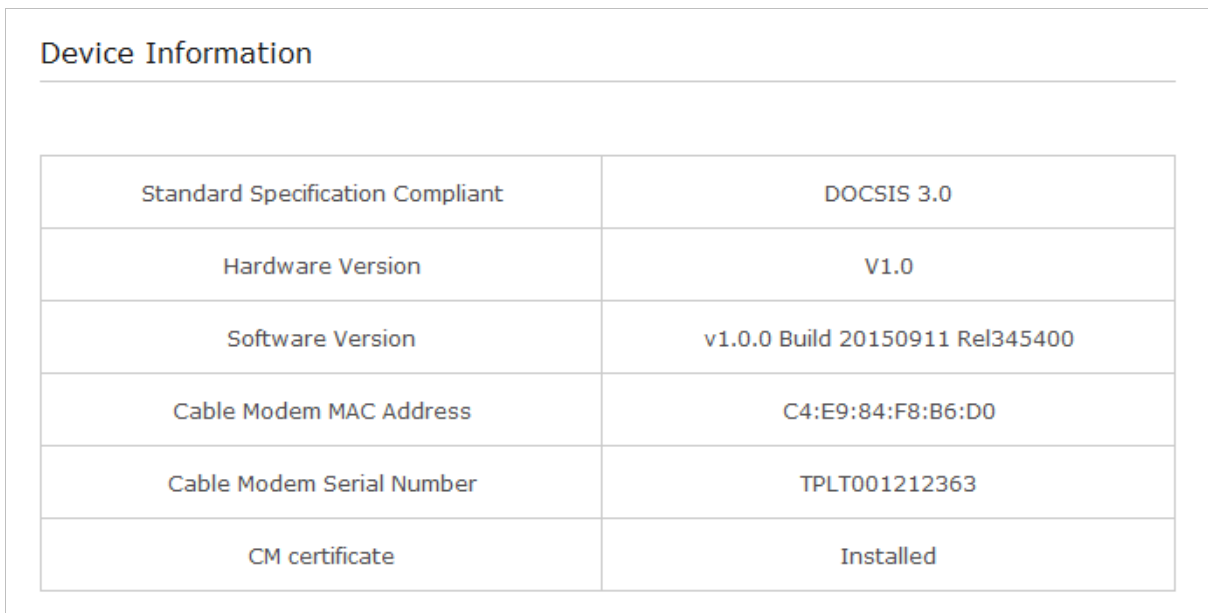 Device Information
Standard Specification Compliant DOCSIS 3.0
Hardware Version V1.0
Software Version v1.0.0 Build 20150911 Rel345400
Cable Modem MAC Address C4:E9:84:F8:B6:D0
Cable Modem Serial Number TPLT001212363
CM certificate Installed